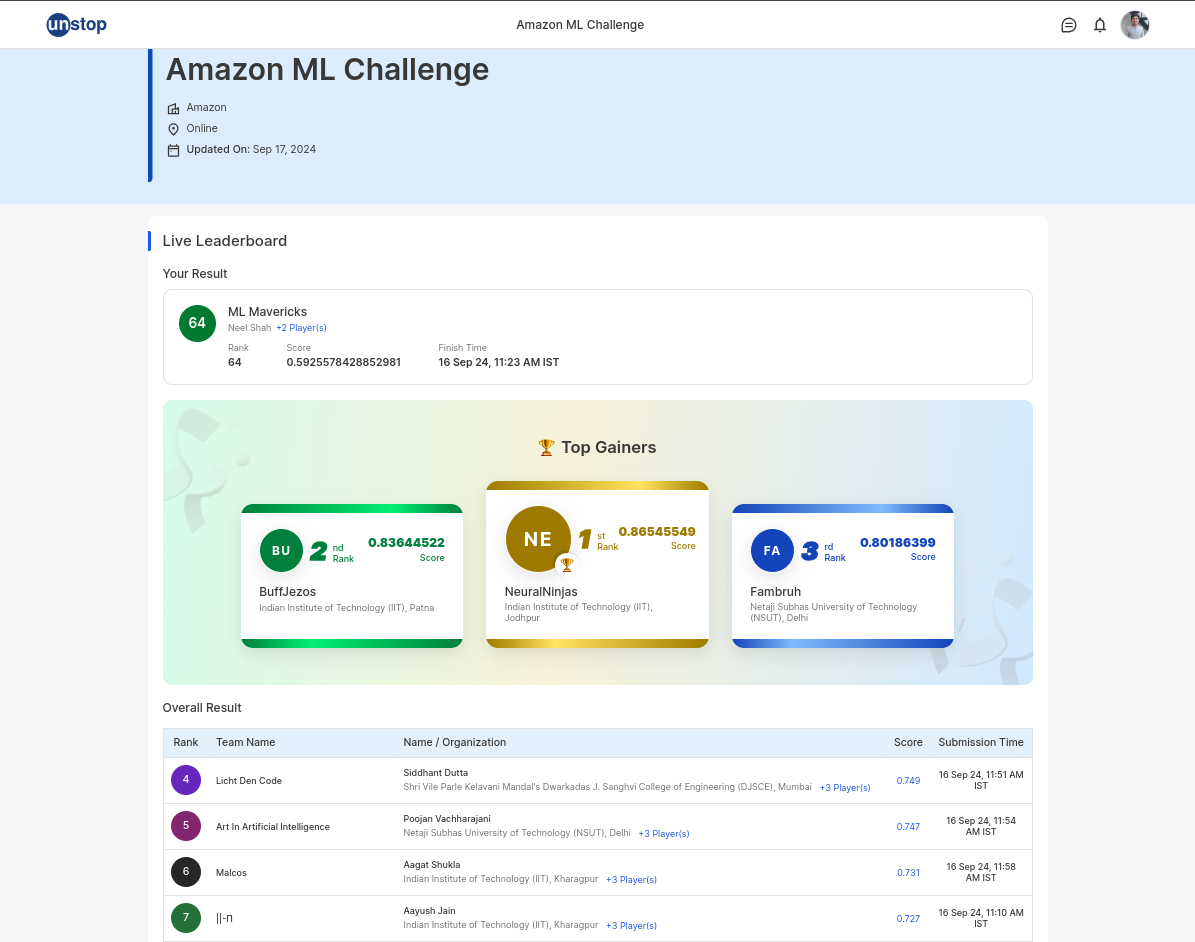 unstop
Amazon ML Challenge
Amazon ML Challenge
Amazon
Online
Updated On: Sep 17, 2024
Live Leaderboard
Your Result
64
ML Mavericks
Neel Shah +2 Player(s)
Rank Score Finish Time
64 0.5925578428852981 16 Sep 24, 11:23 AM IST
🏆 Top Gainers
BU 2 nd Rank 0.83644522 Score
BuffJezos
Indian Institute of Technology (IIT), Patna
NE 1 st Rank 0.86545549 Score
NeuralNinjas
Indian Institute of Technology (IIT),
Jodhpur
FA 3 rd Rank 0.80186399 Score
Fambruh
Netaji Subhas University of Technology
(NSUT), Delhi
Overall Result
Rank Team Name Name / Organization Score Submission Time
4 Licht Den Code
Siddhant Dutta
Shri Vile Parle Kelavani Mandal's Dwarkadas J. Sanghvi College of Engineering (DJSCE), Mumbai +3 Player(s)
0.749
16 Sep 24, 11:51 AM
IST
5 Art In Artificial Intelligence
Poojan Vachharajani
Netaji Subhas University of Technology (NSUT), Delhi +3 Player(s)
0.747
16 Sep 24, 11:54
AM IST
6 Malcos
Aagat Shukla
Indian Institute of Technology (IIT), Kharagpur +3 Player(s)
0.731
16 Sep 24, 11:58
AM IST
7 ||-Π
Aayush Jain
Indian Institute of Technology (IIT), Kharagpur +3 Player(s)
0.727
16 Sep 24, 11:10 AM
IST